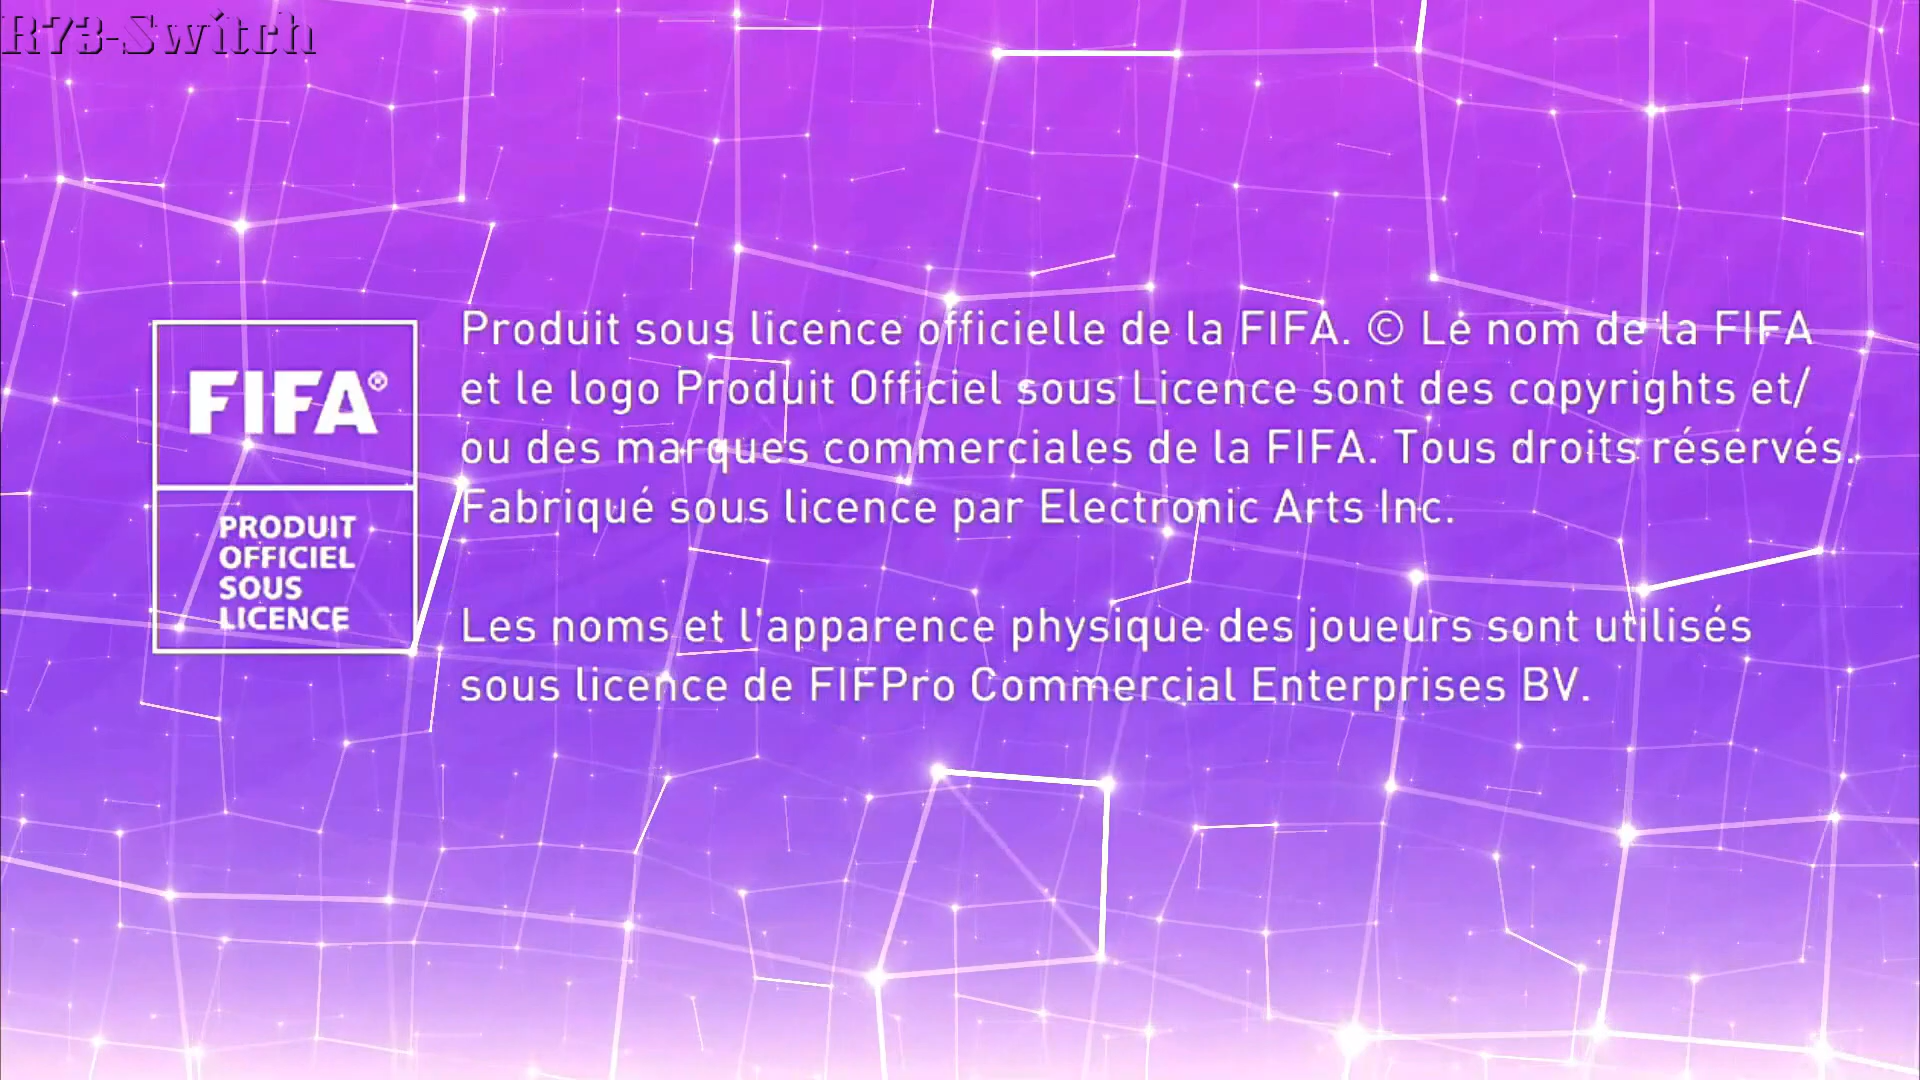 R73-Switch
FIFA®
PRODUIT
OFFICIEL
SOUS
LICENCE
Produit sous licence officielle de la FIFA. © Le nom de la FIFA
et le logo Produit Officiel sous Licence sont des copyrights et/
ou des marques commerciales de la FIFA. Tous droits réservés.
Fabriqué sous licence par Electronic Arts Inc.
Les noms et l'apparence physique des joueurs sont utilisés
sous licence de FIFPro Commercial Enterprises BV.